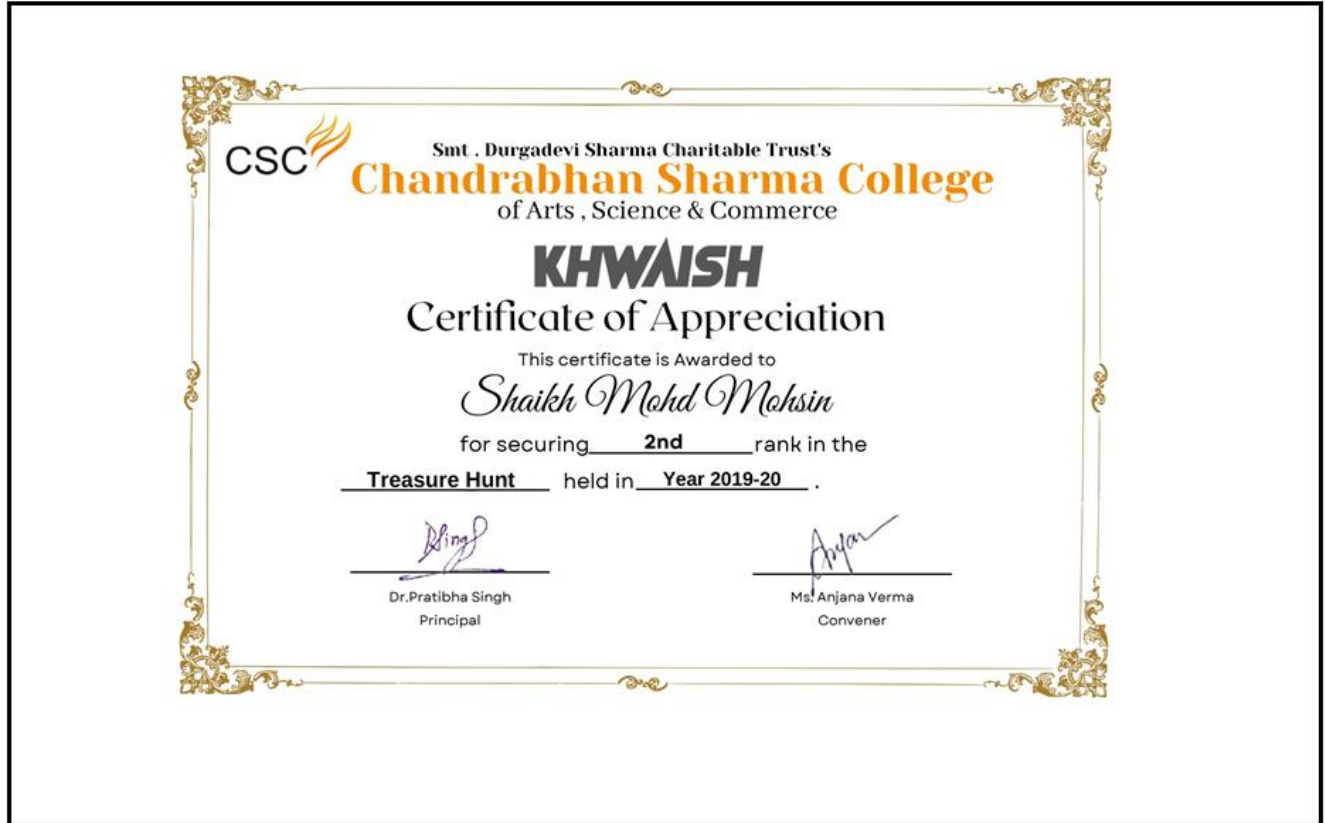 CSC
Smt . Durgadevi Sharma Charitable Trust's
Chandrabhan Sharma College
of Arts , Science & Commerce
KHWAISH
Certificate of Appreciation
This certificate is Awarded to
Shaikh Mohd Mohsin
for securing 2nd rank in the
Treasure Hunt held in Year 2019-20 .
Dr.Pratibha Singh Ms. Anjana Verma
Principal Convener